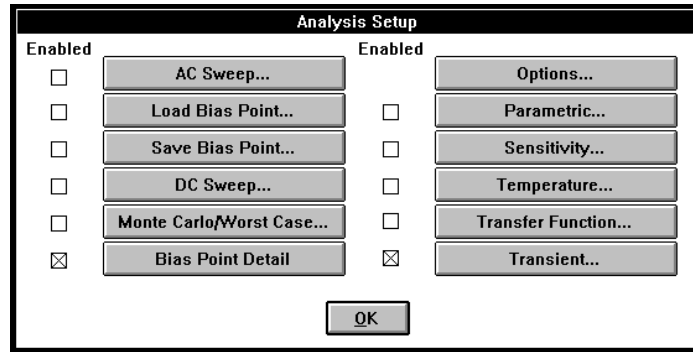 Analysis Setup
Enabled Enabled
AC Sweep... Options...
Load Bias Point... Parametric...
Save Bias Point... Sensitivity...
DC Sweep... Temperature...
Monte Carlo/Worst Case... Transfer Function...
Bias Point Detail Transient...
OK